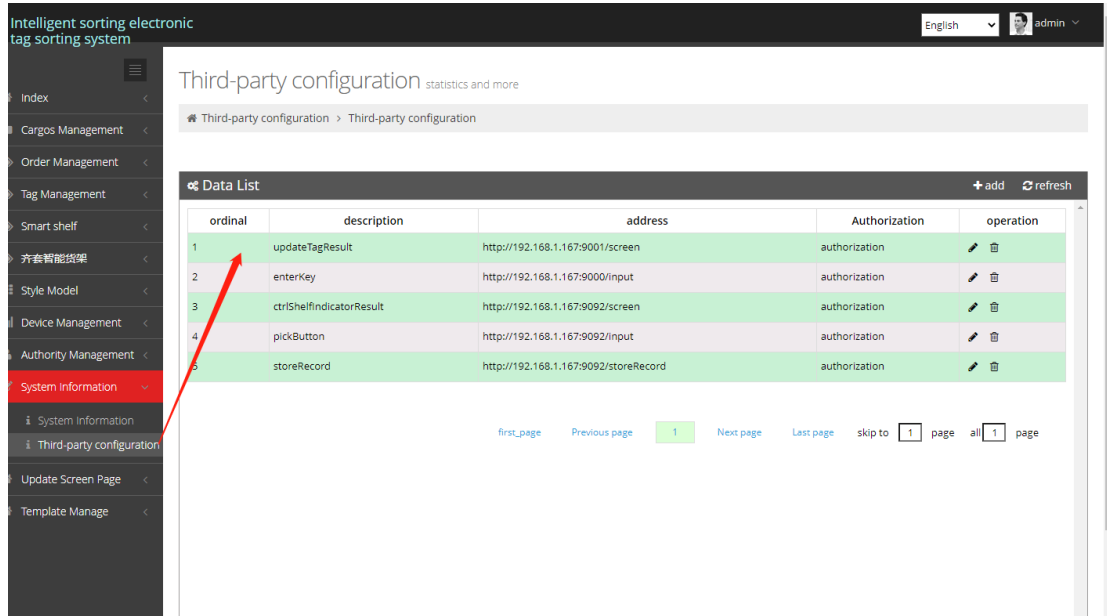 Intelligent sorting electronic
tag sorting system
English
admin
Index
Cargos Management
Order Management
Tag Management
Smart shelf
齐套智能货架
Style Model
Device Management
Authority Management
System Information
System Information
Third-party configuration
Update Screen Page
Template Manage
Third-party configuration statistics and more
Third-party configuration > Third-party configuration
Data List
add refresh
ordinal description address Authorization operation
1 updateTagResult http://192.168.1.167:9001/screen authorization
2 enterKey http://192.168.1.167:9000/input authorization
3 ctrlShelfIndicatorResult http://192.168.1.167:9092/screen authorization
4 pickButton http://192.168.1.167:9092/input authorization
5 storeRecord http://192.168.1.167:9092/storeRecord authorization
first_page Previous page 1 Next page Last page skip to 1 page all 1 page